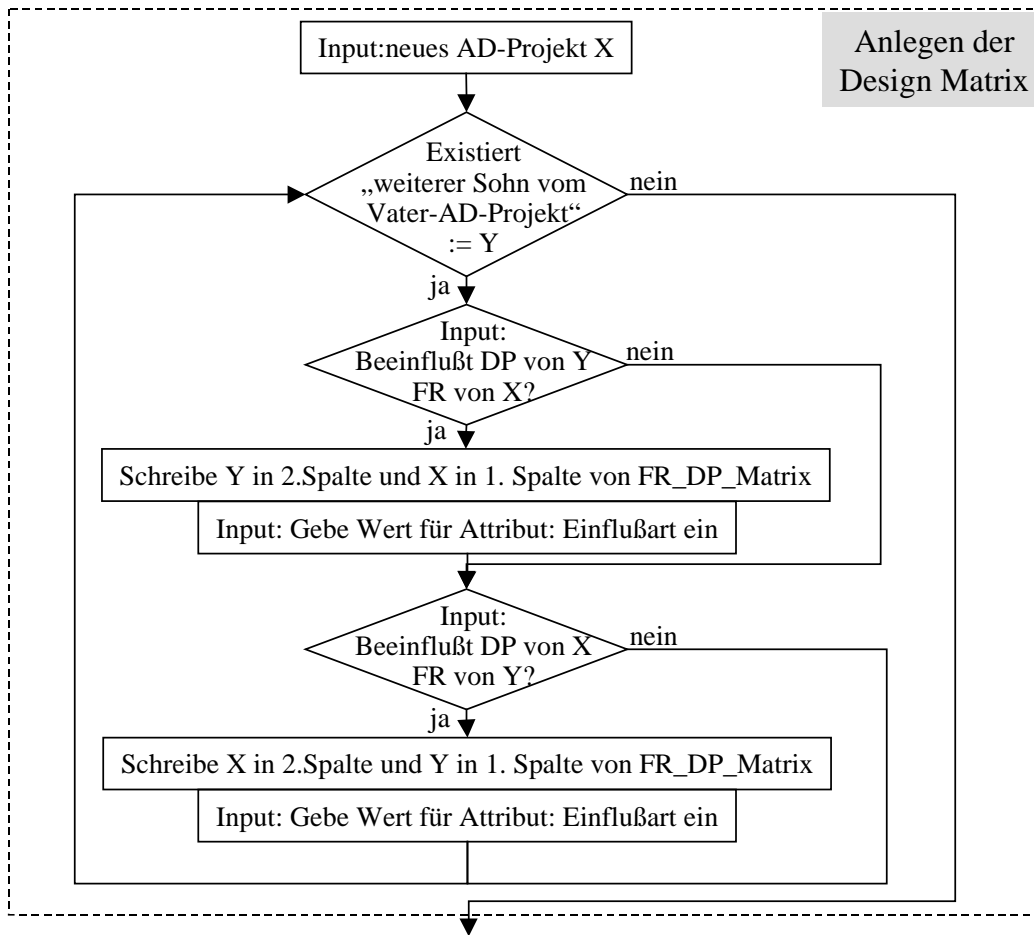 Anlegen der
Design Matrix
Input:neues AD-Projekt X
Existiert
„weiterer Sohn vom
Vater-AD-Projekt“
:= Y
nein
ja
Input:
Beeinflußt DP von Y
FR von X?
nein
ja
Schreibe Y in 2.Spalte und X in 1. Spalte von FR_DP_Matrix
Input: Gebe Wert für Attribut: Einflußart ein
Input:
Beeinflußt DP von X
FR von Y?
nein
ja
Schreibe X in 2.Spalte und Y in 1. Spalte von FR_DP_Matrix
Input: Gebe Wert für Attribut: Einflußart ein